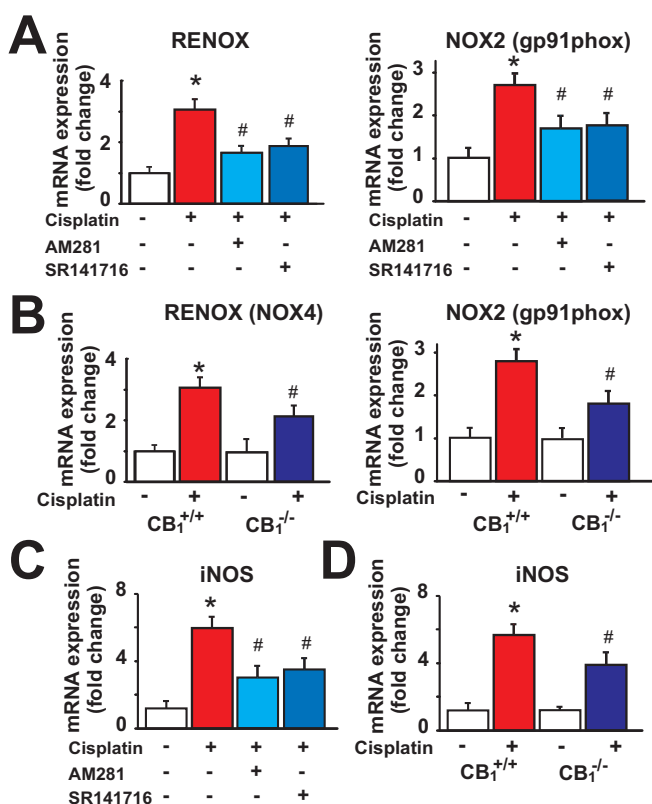 A
RENOX
NOX2 (gp91phox)
mRNA expression
(fold change)
4
2
0
*
#
#
mRNA expression
(fold change)
3
2
1
0
*
#
#
Cisplatin - + + +
AM281 - - + -
SR141716 - - - +
Cisplatin - + + +
AM281 - - + -
SR141716 - - - +
B
RENOX (NOX4)
NOX2 (gp91phox)
mRNA expression
(fold change)
4
2
0
*
#
mRNA expression
(fold change)
3
2
1
0
*
#
Cisplatin - + - +
CB1+/+ CB1-/-
Cisplatin - + - +
CB1+/+ CB1-/-
C
iNOS
D
iNOS
mRNA expression
(fold change)
8
4
0
*
#
#
mRNA expression
(fold change)
8
4
0
*
#
Cisplatin - + + +
AM281 - - + -
SR141716 - - - +
Cisplatin - + - +
CB1+/+ CB1-/-